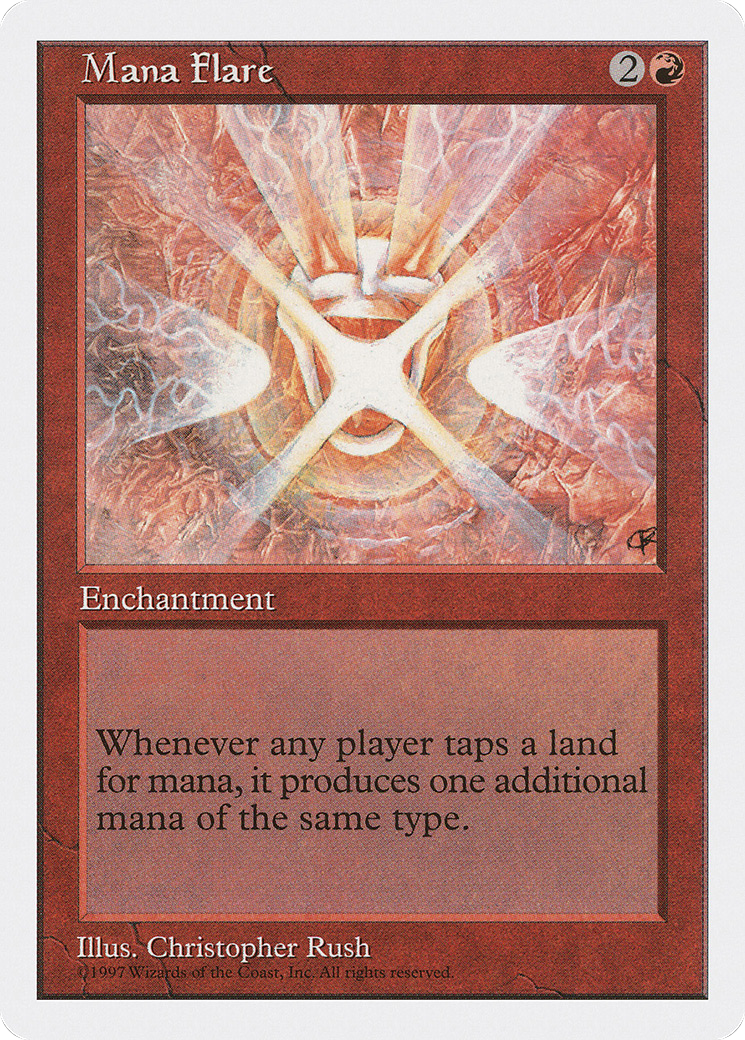 Mana Flare 2
Enchantment
Whenever any player taps a land
for mana, it produces one additional
mana of the same type.
Illus. Christopher Rush
©1997 Wizards of the Coast, Inc. All rights reserved.